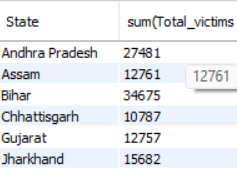 State sum(Total_victims
Andhra Pradesh 27481
Assam 12761 12761
Bihar 34675
Chhattisgarh 10787
Gujarat 12757
Jharkhand 15682